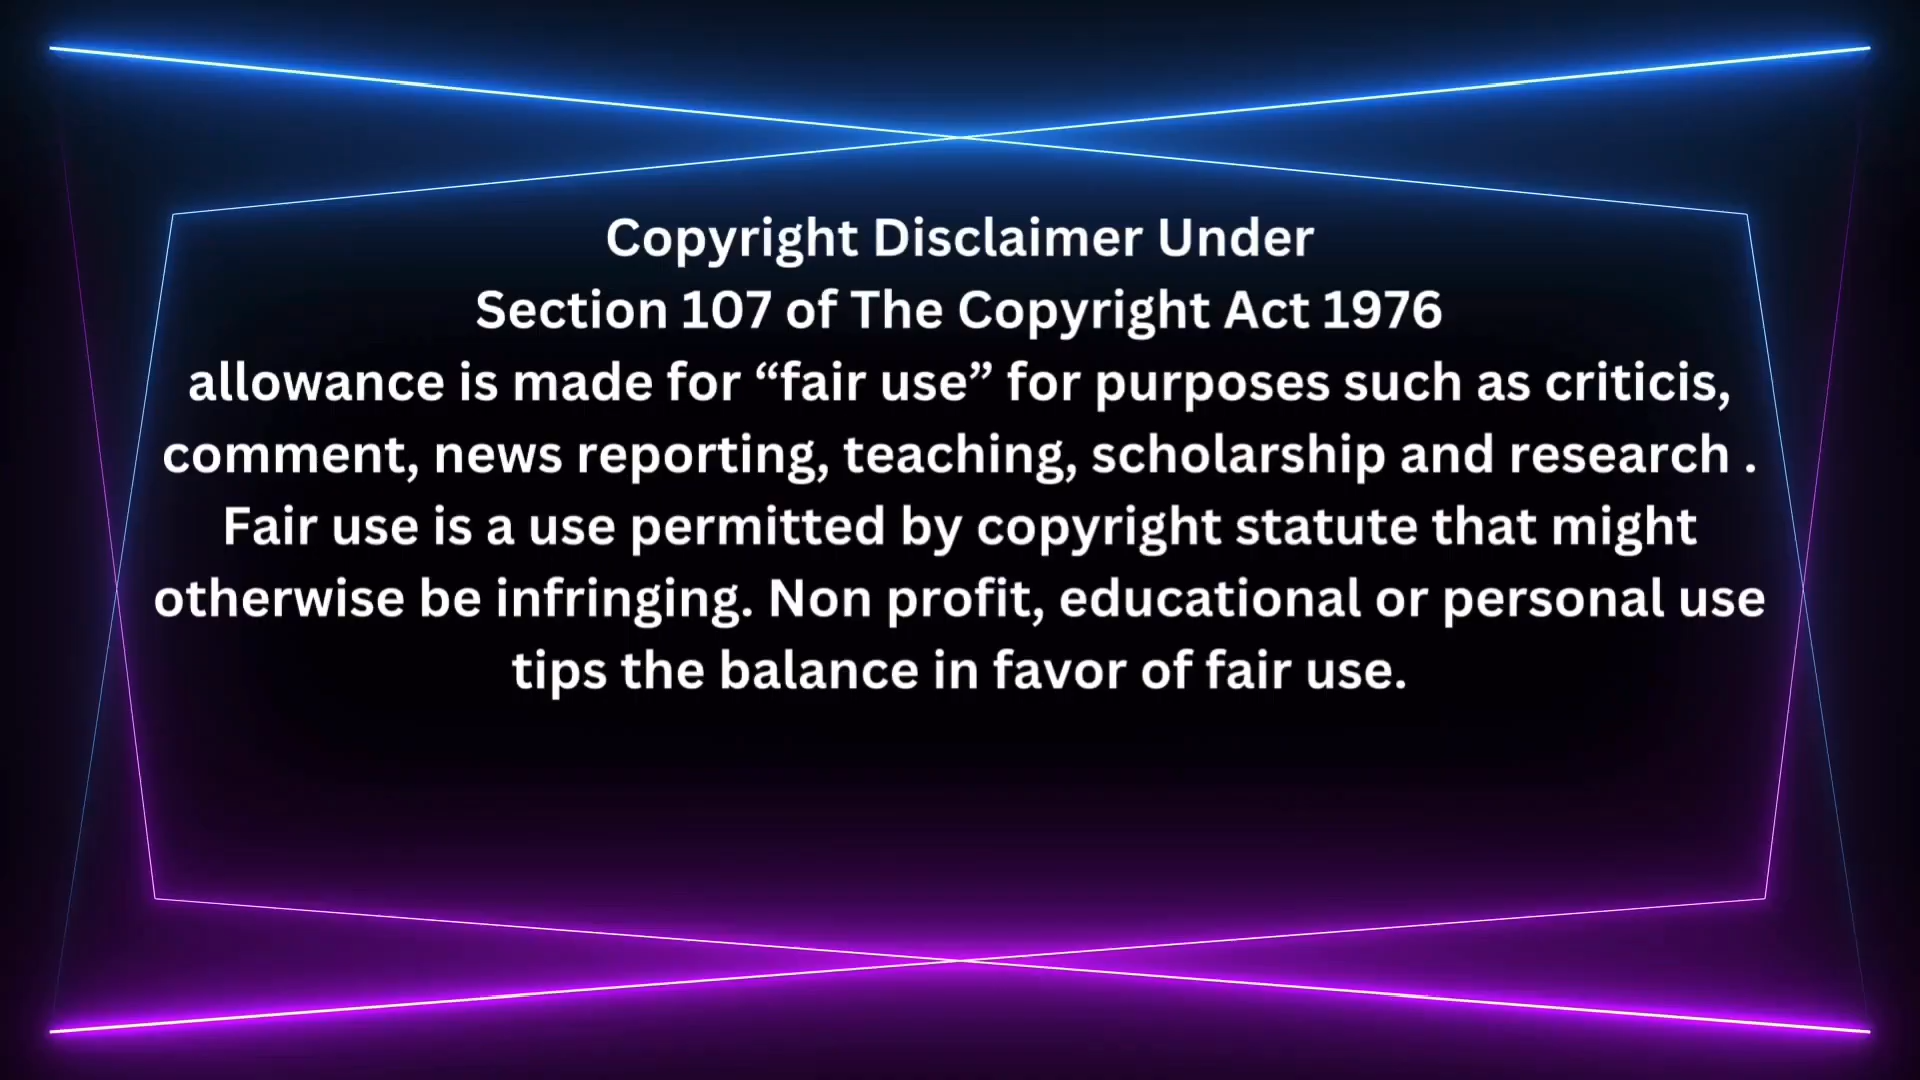 Copyright Disclaimer Under
Section 107 of The Copyright Act 1976
allowance is made for “fair use” for purposes such as criticis,
comment, news reporting, teaching, scholarship and research .
Fair use is a use permitted by copyright statute that might
otherwise be infringing. Non profit, educational or personal use
tips the balance in favor of fair use.